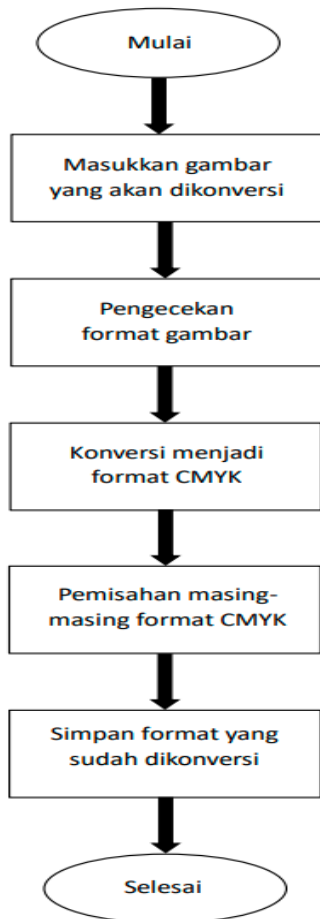 Mulai
Masukkan gambar
yang akan dikonversi
Pengecekan
format gambar
Konversi menjadi
format CMYK
Pemisahan masing-
masing format CMYK
Simpan format yang
sudah dikonversi
Selesai